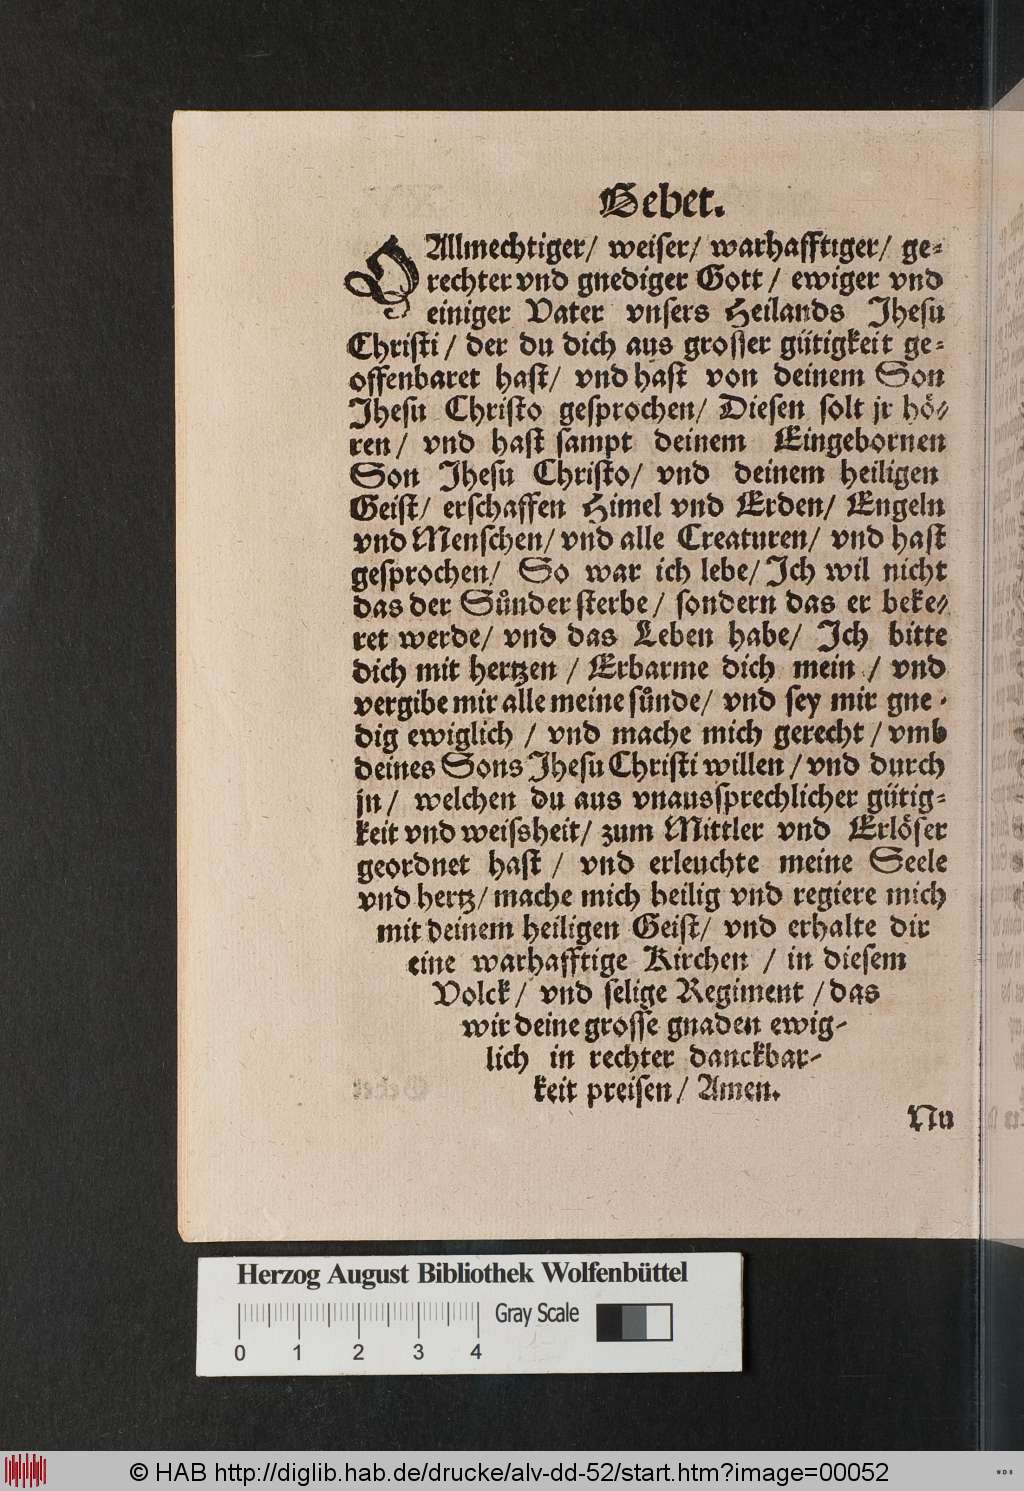 Gebet.
O Allmechtiger/ weiser/ warhafftiger/ ge-
rechter vnd gnediger Gott/ ewiger vnd
einiger Vater vnsers Heilands Jhesu
Christi/ der du dich aus grosser gütigkeit ge-
offenbaret hast/ vnd hast von deinem Son
Jhesu Christo gesprochen/ Diesen solt jr hö-
ren/ vnd hast sampt deinem Eingebornen
Son Jhesu Christo/ vnd deinem heiligen
Geist/ erschaffen Himel vnd Erden/ Engeln
vnd Menschen/ vnd alle Creaturen/ vnd hast
gesprochen/ So war ich lebe/ Ich wil nicht
das der Sünder sterbe/ sondern das er beke-
ret werde/ vnd das Leben habe/ Ich bitte
dich mit hertzen/ Erbarme dich mein/ vnd
vergibe mir alle meine sünde/ vnd sey mir gne-
dig ewiglich/ vnd mache mich gerecht/ vmb
deines Sons Jhesu Christi willen/ vnd durch
jn/ welchen du aus vnaussprechlicher gütig-
keit vnd weissheit/ zum Mittler vnd Erlöser
geordnet hast/ vnd erleuchte meine Seele
vnd hertz/ mache mich heilig vnd regiere mich
mit deinem heiligen Geist/ vnd erhalte dir
eine warhafftige Kirchen/ in diesem
Volck/ vnd selige Regiment/ das
wir deine grosse gnaden ewig-
lich in rechter danckbar-
keit preisen/ Amen.
Nu
Herzog August Bibliothek Wolfenbüttel
Gray Scale
0 1 2 3 4
© HAB http://diglib.hab.de/drucke/alv-dd-52/start.htm?image=00052